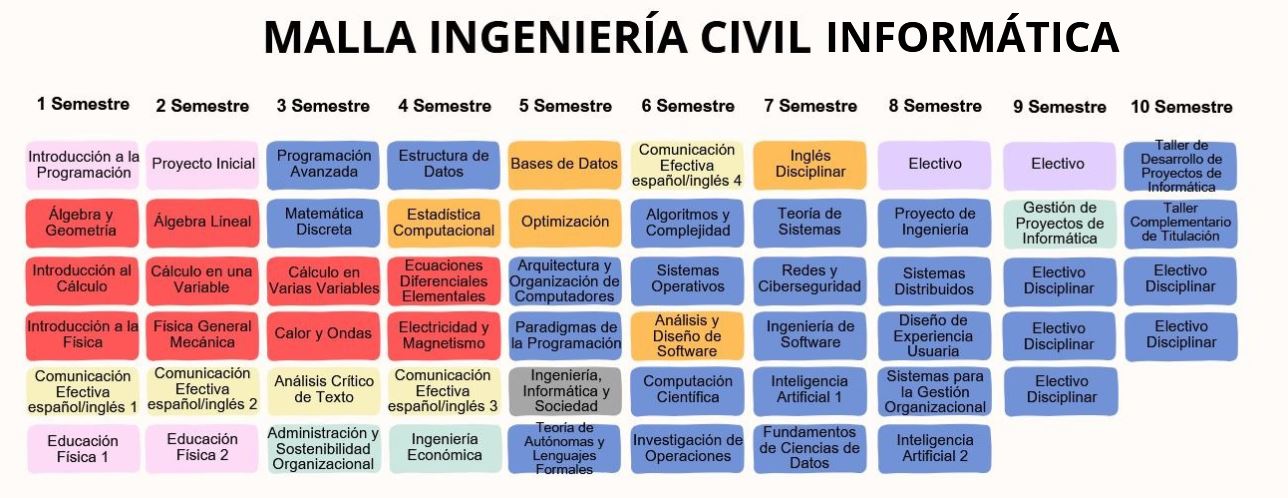 MALLA INGENIERÍA CIVIL INFORMÁTICA
1 Semestre
2 Semestre
3 Semestre
4 Semestre
5 Semestre
6 Semestre
7 Semestre
8 Semestre
9 Semestre
10 Semestre
Introducción a la
Programación
Proyecto Inicial
Programación
Avanzada
Estructura de
Datos
Bases de Datos
Comunicación
Efectiva
español/inglés 4
Inglés
Disciplinar
Electivo
Electivo
Taller de
Desarrollo de
Proyectos de
Informática
Álgebra y
Geometría
Álgebra Líneal
Matemática
Discreta
Estadística
Computacional
Optimización
Algoritmos y
Complejidad
Teoría de
Sistemas
Proyecto de
Ingeniería
Gestión de
Proyectos de
Informática
Taller
Complementario
de Titulación
Introducción al
Cálculo
Cálculo en una
Variable
Cálculo en
Varias Variables
Ecuaciones
Diferenciales
Elementales
Arquitectura y
Organización de
Computadores
Sistemas
Operativos
Redes y
Ciberseguridad
Sistemas
Distribuidos
Electivo
Disciplinar
Electivo
Disciplinar
Introducción a la
Física
Física General
Mecánica
Calor y Ondas
Electricidad y
Magnetismo
Paradigmas de
la Programación
Análisis y
Diseño de
Software
Ingeniería de
Software
Diseño de
Experiencia
Usuaria
Electivo
Disciplinar
Electivo
Disciplinar
Comunicación
Efectiva
español/inglés 1
Comunicación
Efectiva
español/inglés 2
Análisis Crítico
de Texto
Comunicación
Efectiva
español/inglés 3
Ingeniería,
Informática y
Sociedad
Computación
Científica
Inteligencia
Artificial 1
Sistemas para
la Gestión
Organizacional
Electivo
Disciplinar
Educación
Física 1
Educación
Física 2
Administración y
Sostenibilidad
Organizacional
Ingeniería
Económica
Teoría de
Autónomas y
Lenguajes
Formales
Investigación de
Operaciones
Fundamentos
de Ciencias de
Datos
Inteligencia
Artificial 2